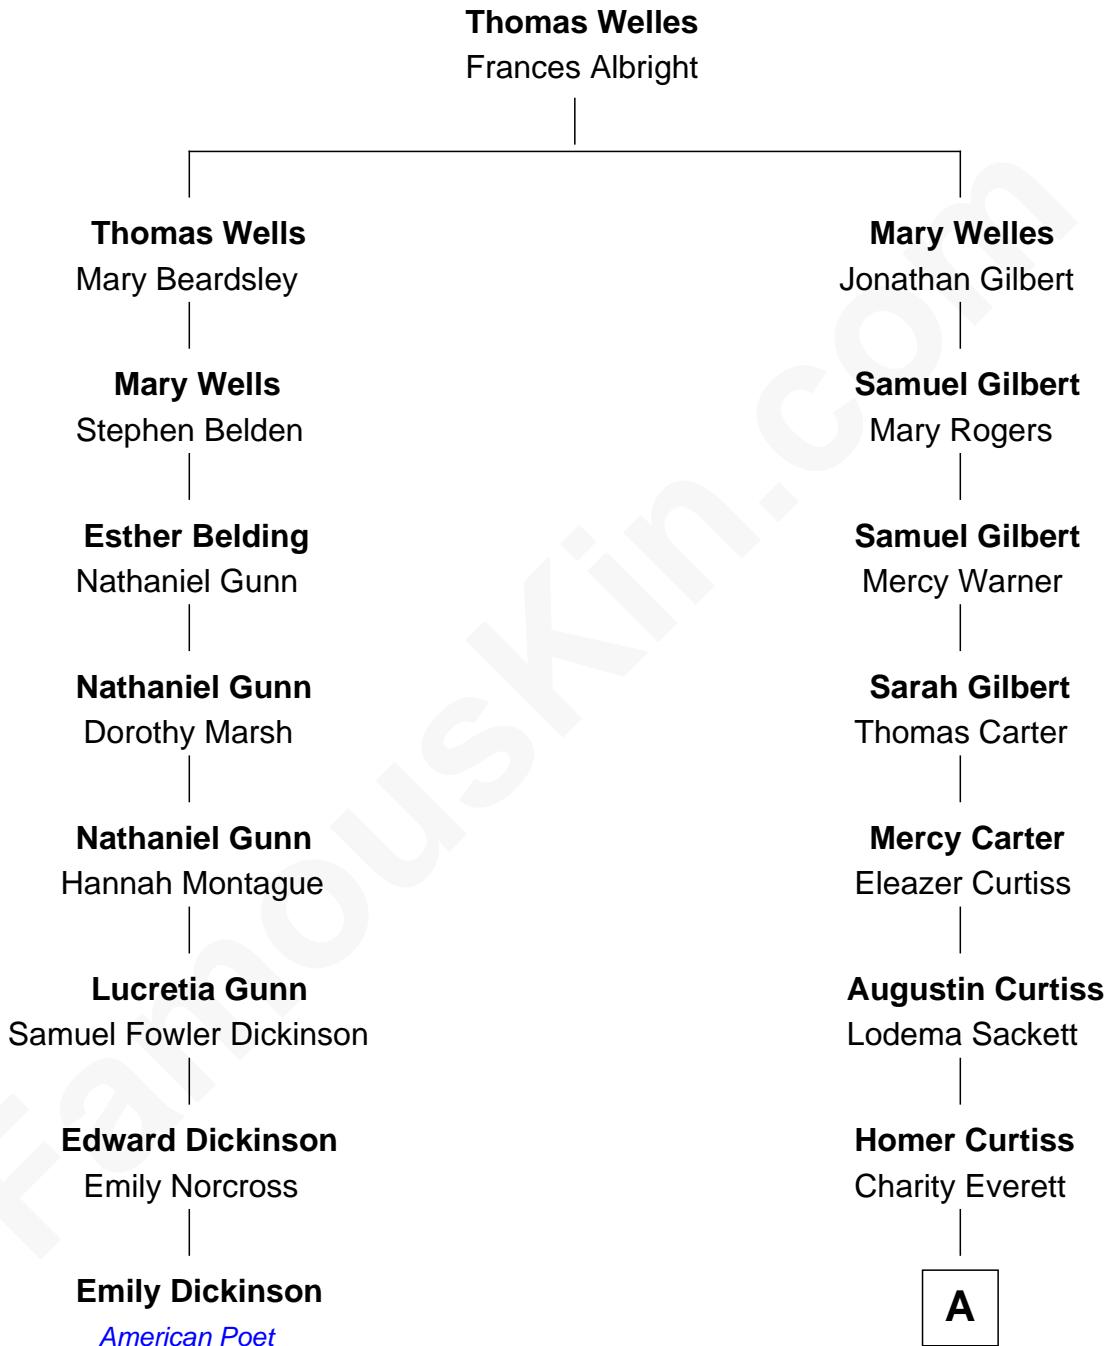 Thomas Welles
Frances Albright
Thomas Wells
Mary Beardsley
Mary Welles
Jonathan Gilbert
Mary Wells
Stephen Belden
Samuel Gilbert
Mary Rogers
Esther Belding
Nathaniel Gunn
Samuel Gilbert
Mercy Warner
Nathaniel Gunn
Dorothy Marsh
Sarah Gilbert
Thomas Carter
Nathaniel Gunn
Hannah Montague
Mercy Carter
Eleazer Curtiss
Lucretia Gunn
Samuel Fowler Dickinson
Augustin Curtiss
Lodema Sackett
Edward Dickinson
Emily Norcross
Homer Curtiss
Charity Everett
Emily Dickinson
American Poet
A
FamousKin.com